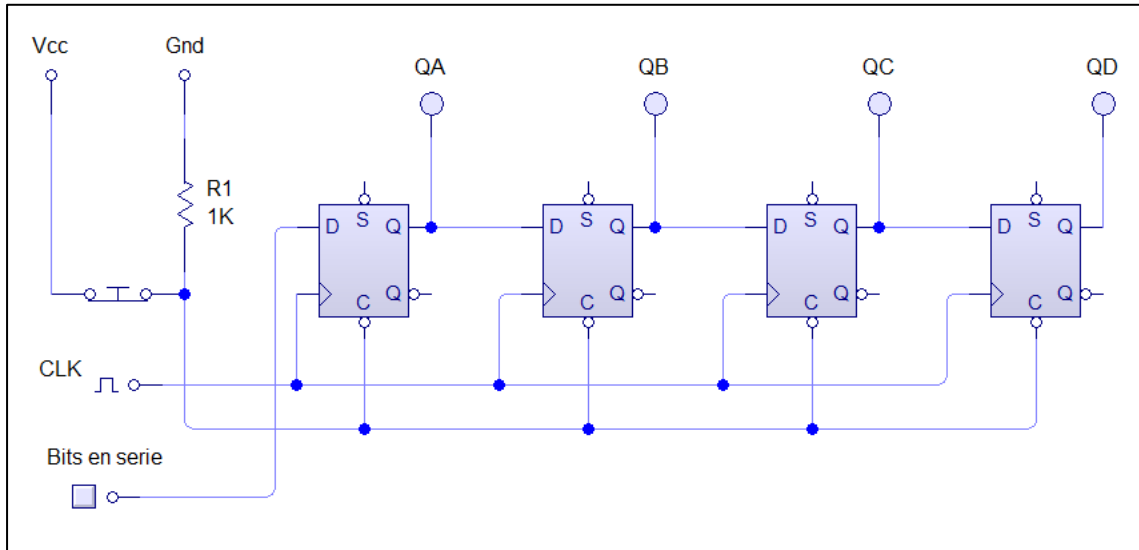 Vcc
Gnd
QA
QB
QC
QD
R1
1K
D S Q
C Q
D S Q
C Q
D S Q
C Q
D S Q
C Q
CLK
Bits en serie